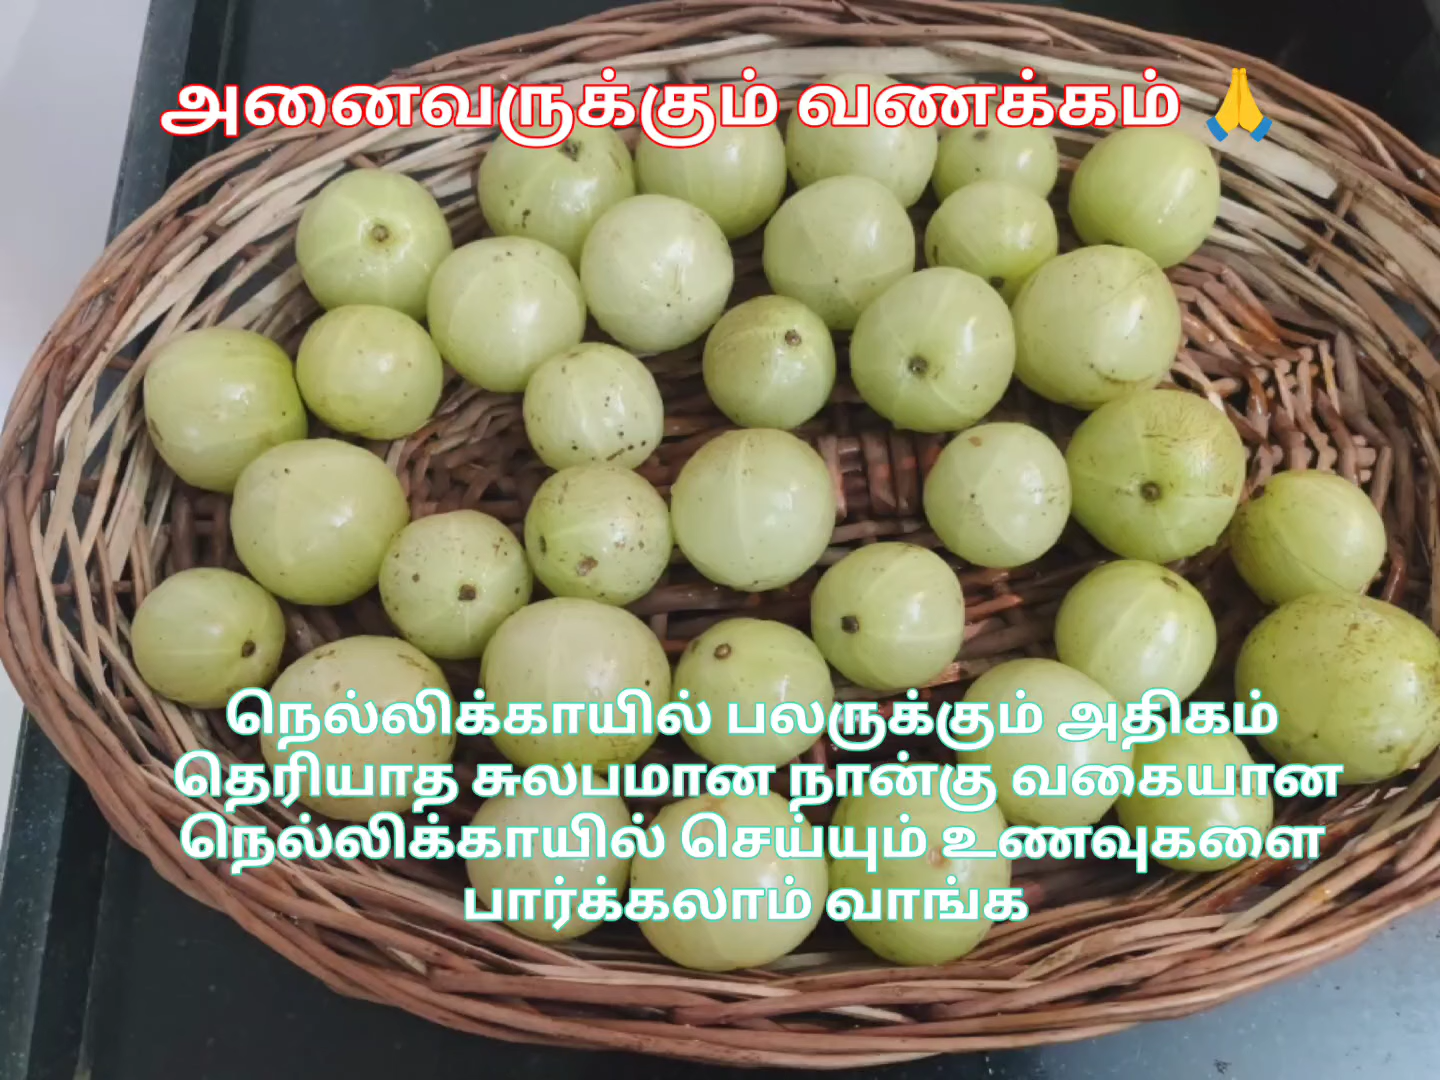 அனைவருக்கும் வணக்கம் 🙏
நெல்லிக்காயில் பலருக்கும் அதிகம்
தெரியாத சுலபமான நான்கு வகையான
நெல்லிக்காயில் செய்யும் உணவுகளை
பார்க்கலாம் வாங்க